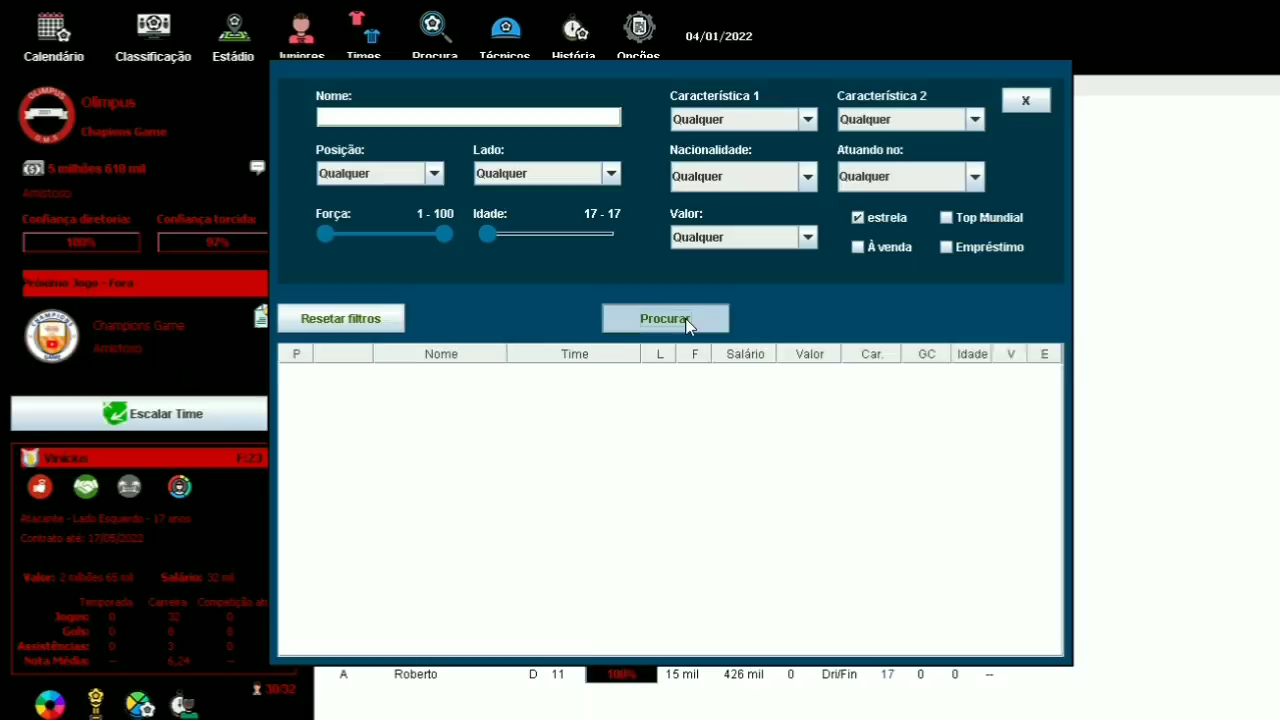 Calendário
Classificação
Estádio
Juniores
Times
Procura
Técnicos
História
Opções
04/01/2022
OLIMPUS
Olimpus
Chapions Game
5 milhões 618 mil
Amistoso
Confiança diretoria: Confiança torcida:
100% 97%
Próximo Jogo - Fora
Champions Game
Amistoso
Escalar Time
Vinícius F:23
Atacante - Lado Esquerdo - 17 anos
Contrato até: 17/05/2022
Valor: 2 milhões 65 mil Salário: 32 mil
Temporada Carreira Competição atu
Jogos: 0 32 0
Gols: 0 8 0
Assistências: 0 3 0
Nota Média: -- 6,24 --
30/32
Nome:
Característica 1
Qualquer
Característica 2
Qualquer
X
Posição:
Qualquer
Lado:
Qualquer
Nacionalidade:
Qualquer
Atuando no:
Qualquer
Força: 1 - 100
Idade: 17 - 17
Valor:
Qualquer
estrela
Top Mundial
À venda
Empréstimo
Resetar filtros
Procurar
P Nome Time L F Salário Valor Car. GC Idade V E
A Roberto D 11 100% 15 mil 426 mil 0 Dri/Fin 17 0 0 --